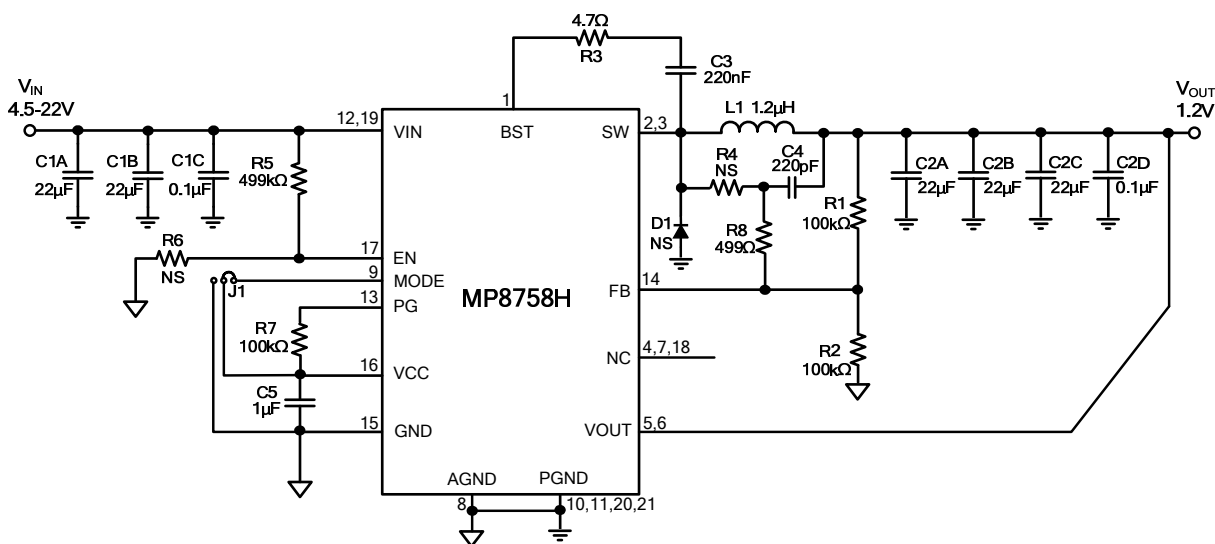 4.7Ω
R3
C3
220nF
VIN
4.5-22V
1
12,19
VIN
BST
SW
2,3
L1 1.2µH
VOUT
1.2V
C1A
22µF
C1B
22µF
C1C
0.1µF
R5
499kΩ
R4
NS
C4
220pF
C2A
22µF
C2B
22µF
C2C
22µF
C2D
0.1µF
R1
100kΩ
D1
NS
R8
499Ω
R6
NS
17
EN
9
MODE
J1
13
PG
MP8758H
FB
14
R7
100kΩ
16
VCC
NC
4,7,18
R2
100kΩ
C5
1µF
15
GND
VOUT
5,6
AGND
PGND
8
10,11,20,21